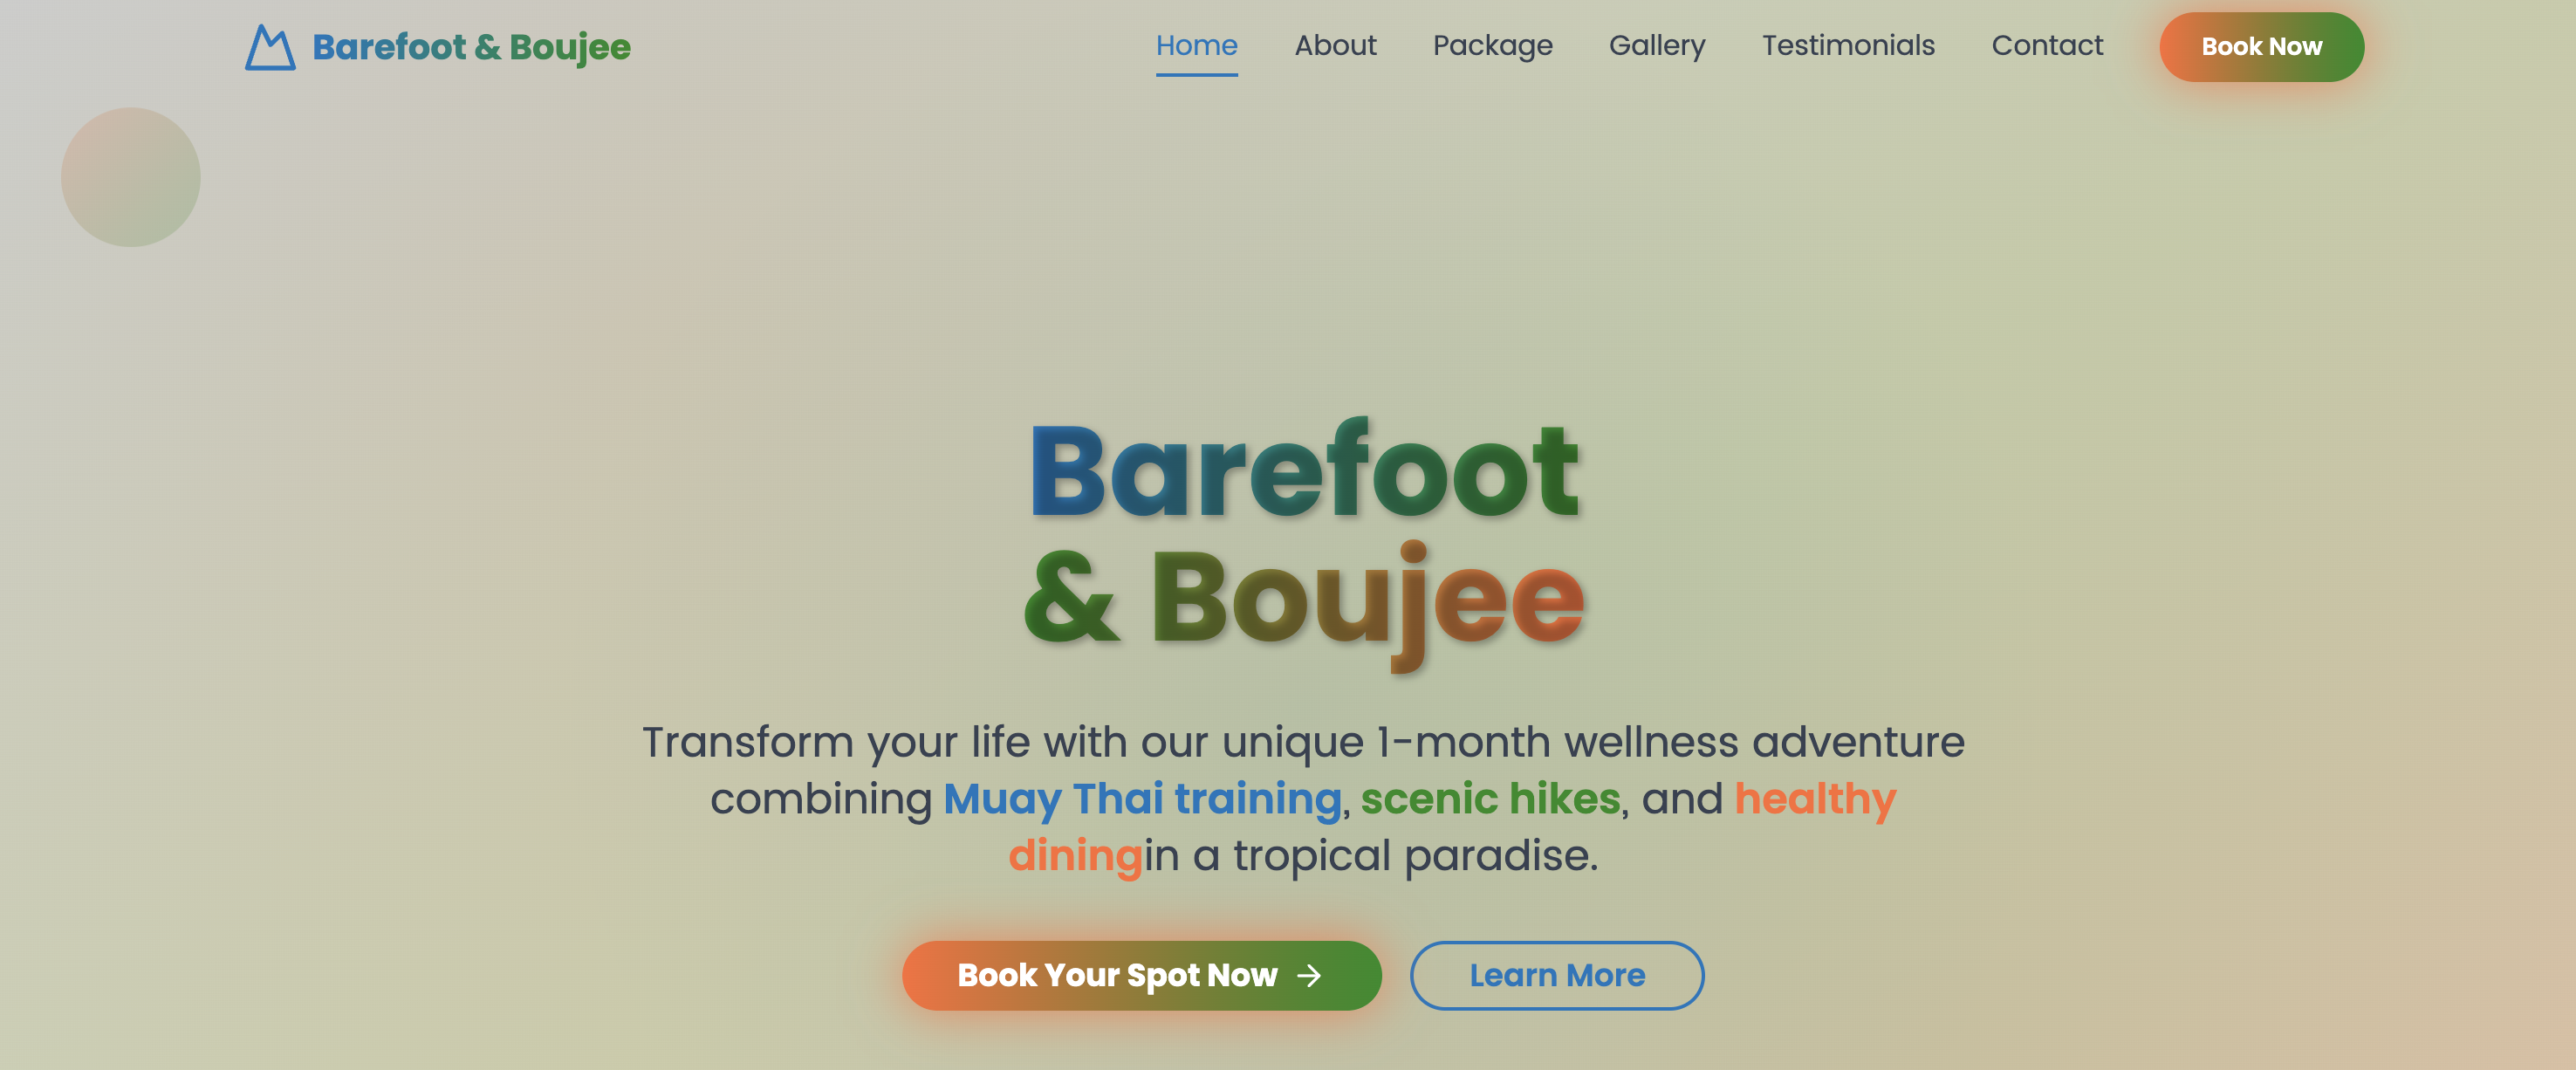 Barefoot & Boujee
Home
About
Package
Gallery
Testimonials
Contact
Book Now
Barefoot
& Boujee
Transform your life with our unique 1-month wellness adventure
combining Muay Thai training, scenic hikes, and healthy
diningin a tropical paradise.
Book Your Spot Now →
Learn More